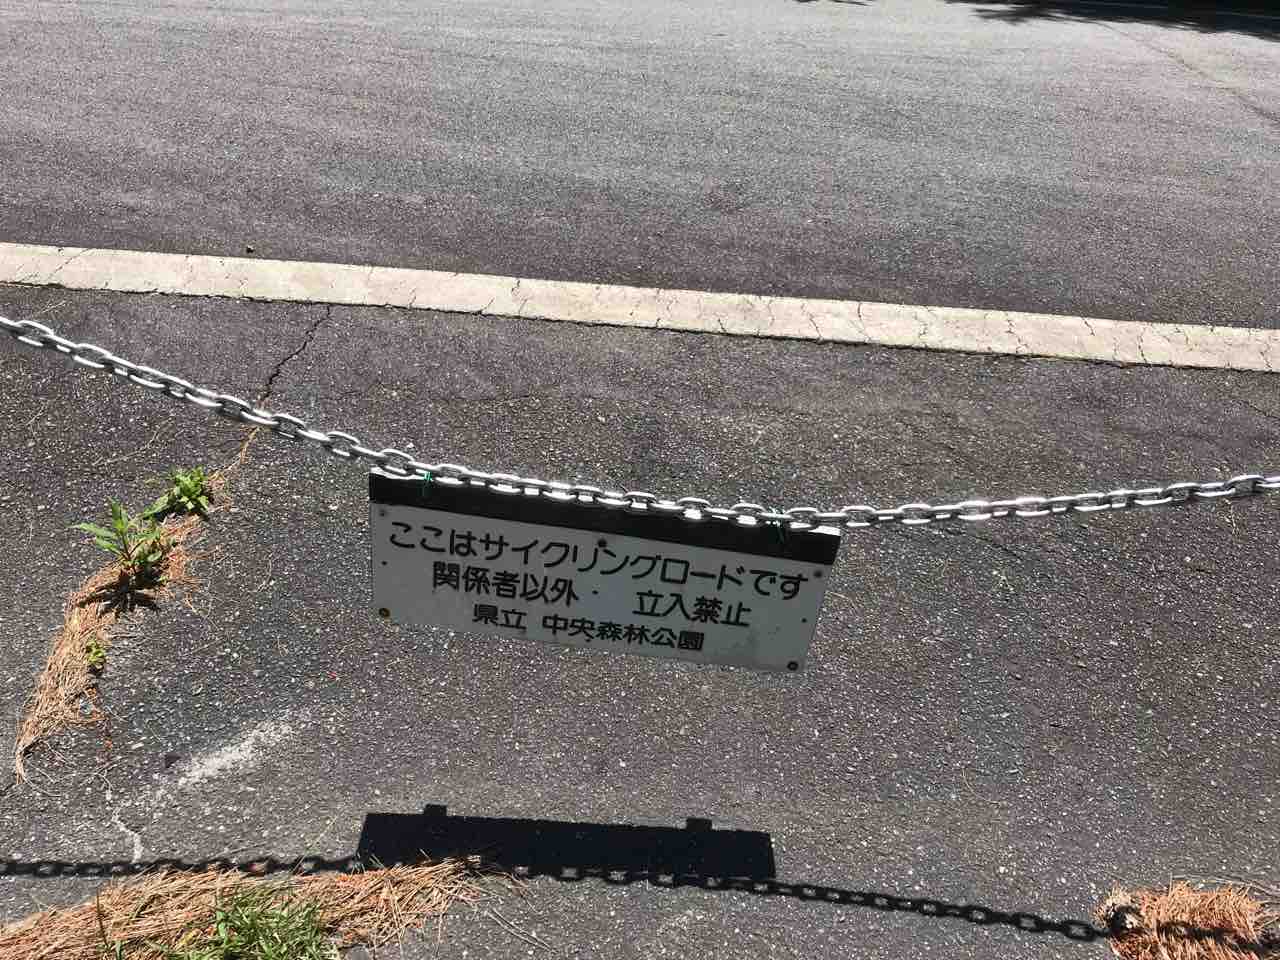 ここはサイクリングロードです
関係者以外 立入禁止
県立 中央森林公園